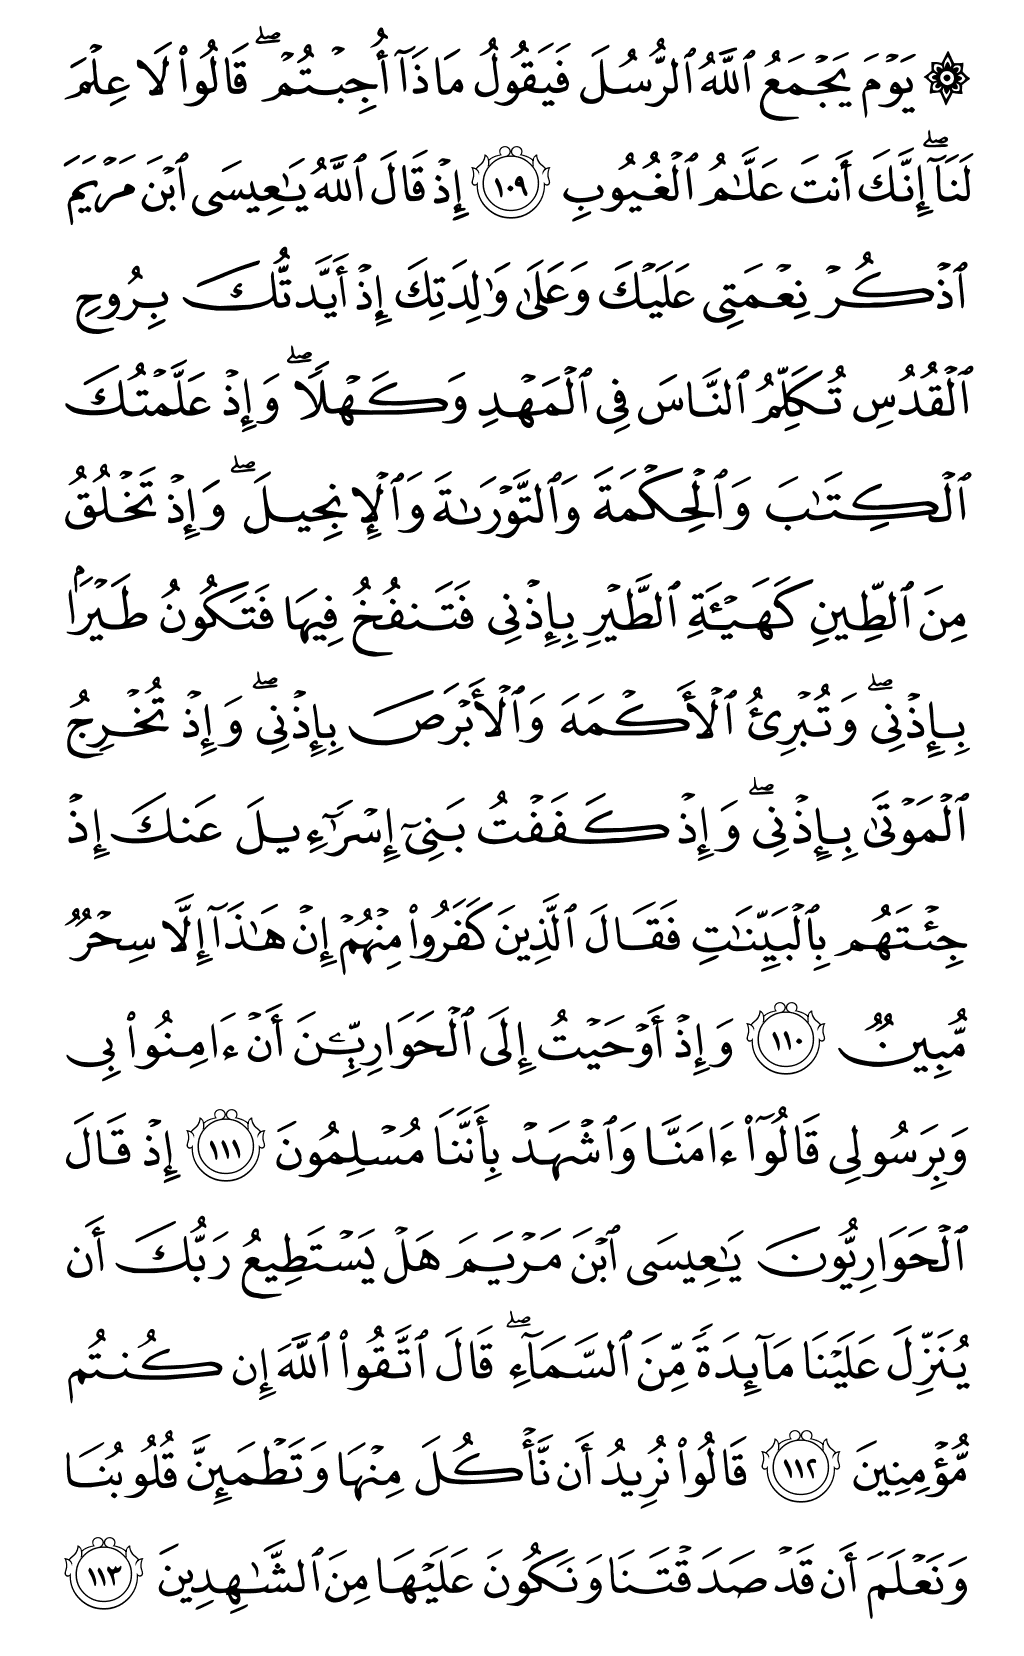 ۞ يَوْمَ يَجْمَعُ ٱللَّهُ ٱلرُّسُلَ فَيَقُولُ مَاذَآ أُجِبْتُمْ ۖ قَالُوا۟ لَا عِلْمَ
لَنَآ ۖ إِنَّكَ أَنتَ عَلَّـٰمُ ٱلْغُيُوبِ ١٠٩ إِذْ قَالَ ٱللَّهُ يَـٰعِيسَى ٱبْنَ مَرْيَمَ
ٱذْكُرْ نِعْمَتِى عَلَيْكَ وَعَلَىٰ وَٰلِدَتِكَ إِذْ أَيَّدتُّكَ بِرُوحِ
ٱلْقُدُسِ تُكَلِّمُ ٱلنَّاسَ فِى ٱلْمَهْدِ وَكَهْلًا ۖ وَإِذْ عَلَّمْتُكَ
ٱلْكِتَـٰبَ وَٱلْحِكْمَةَ وَٱلتَّوْرَىٰةَ وَٱلْإِنجِيلَ ۖ وَإِذْ تَخْلُقُ
مِنَ ٱلطِّينِ كَهَيْـَٔةِ ٱلطَّيْرِ بِإِذْنِى فَتَنفُخُ فِيهَا فَتَكُونُ طَيْرًۢا
بِإِذْنِى ۖ وَتُبْرِئُ ٱلْأَكْمَهَ وَٱلْأَبْرَصَ بِإِذْنِى ۖ وَإِذْ تُخْرِجُ
ٱلْمَوْتَىٰ بِإِذْنِى ۖ وَإِذْ كَفَفْتُ بَنِىٓ إِسْرَٰٓءِيلَ عَنكَ إِذْ
جِئْتَهُم بِٱلْبَيِّنَـٰتِ فَقَالَ ٱلَّذِينَ كَفَرُوا۟ مِنْهُمْ إِنْ هَـٰذَآ إِلَّا سِحْرٌ
مُّبِينٌ ١١٠ وَإِذْ أَوْحَيْتُ إِلَى ٱلْحَوَارِيِّـۧنَ أَنْ ءَامِنُوا۟ بِى
وَبِرَسُولِى قَالُوٓا۟ ءَامَنَّا وَٱشْهَدْ بِأَنَّنَا مُسْلِمُونَ ١١١ إِذْ قَالَ
ٱلْحَوَارِيُّونَ يَـٰعِيسَى ٱبْنَ مَرْيَمَ هَلْ يَسْتَطِيعُ رَبُّكَ أَن
يُنَزِّلَ عَلَيْنَا مَآئِدَةً مِّنَ ٱلسَّمَآءِ ۖ قَالَ ٱتَّقُوا۟ ٱللَّهَ إِن كُنتُم
مُّؤْمِنِينَ ١١٢ قَالُوا۟ نُرِيدُ أَن نَّأْكُلَ مِنْهَا وَتَطْمَئِنَّ قُلُوبُنَا
وَنَعْلَمَ أَن قَدْ صَدَقْتَنَا وَنَكُونَ عَلَيْهَا مِنَ ٱلشَّـٰهِدِينَ ١١٣